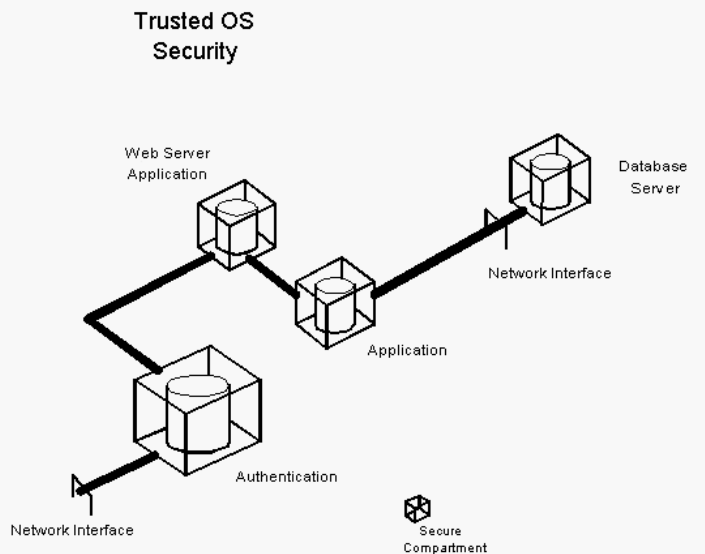 Trusted OS
Security
Web Server
Application
Database
Server
Network Interface
Application
Authentication
Network Interface
Secure
Compartment